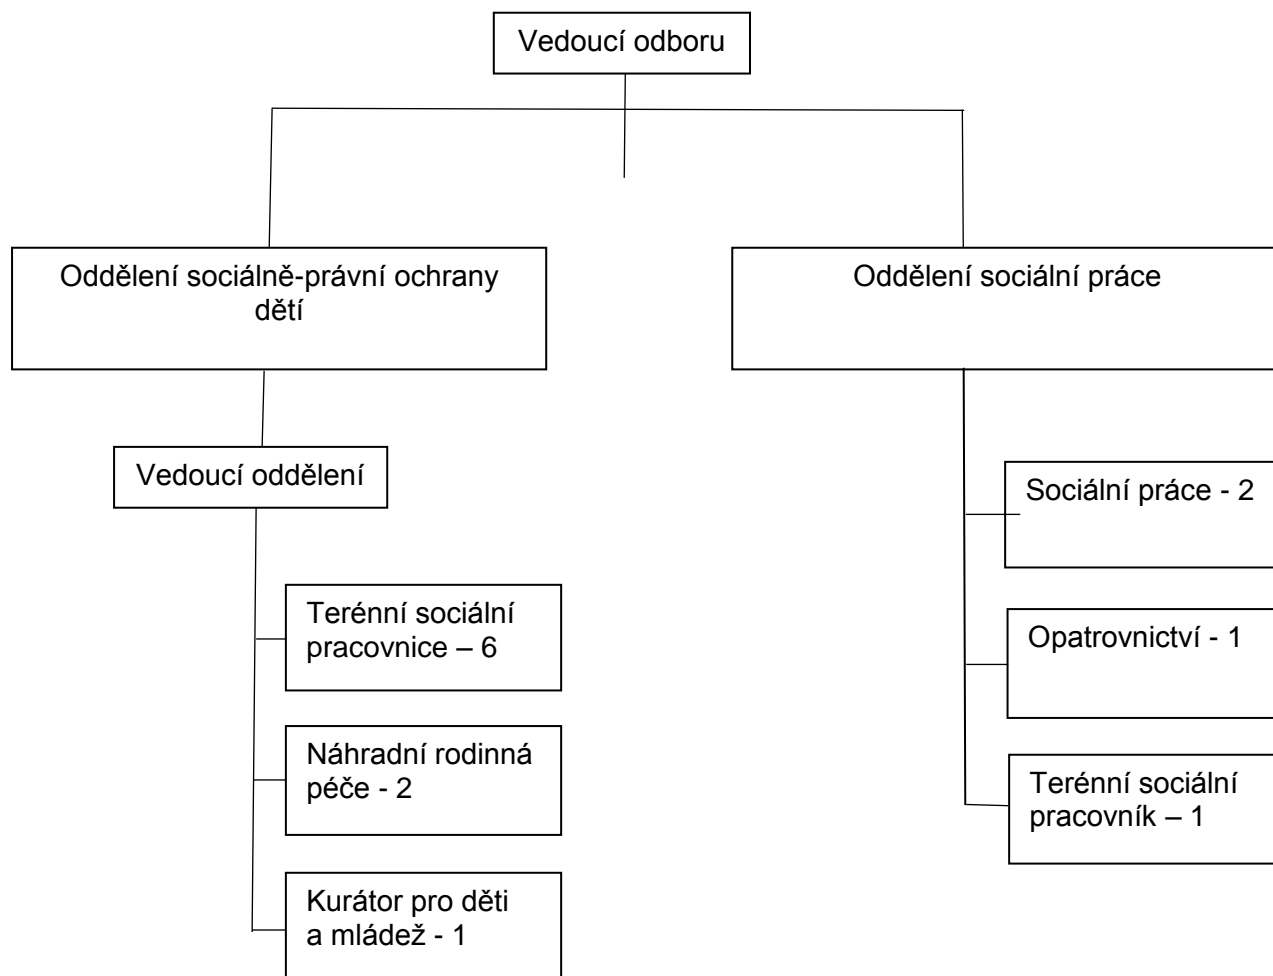 Vedoucí odboru
Oddělení sociálně-právní ochrany
dětí
Oddělení sociální práce
Vedoucí oddělení
Terénní sociální
pracovnice – 6
Náhradní rodinná
péče - 2
Kurátor pro děti
a mládež - 1
Sociální práce - 2
Opatrovnictví - 1
Terénní sociální
pracovník – 1